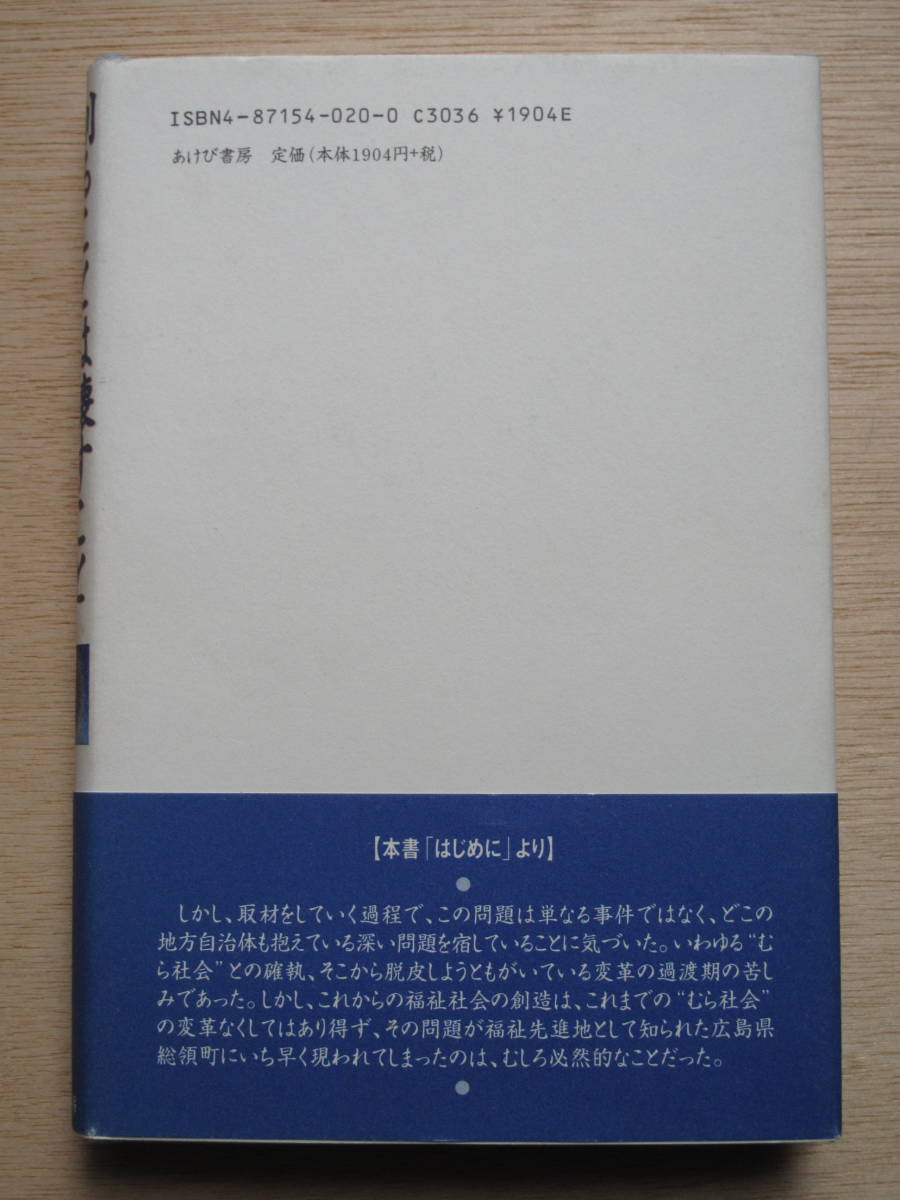 ISBN4-87154-020-0 C3036 ¥1904E
あけび書房 定価(本体1904円+税)
創ることは壊すこと
【本書「はじめに」より】
しかし、取材をしていく過程で、この問題は単なる事件ではなく、どこの
地方自治体も抱えている深い問題を宿していることに気づいた。いわゆる“む
ら社会”との確執、そこから脱皮しようともがいている変革の過渡期の苦し
みであった。しかし、これからの福祉社会の創造は、これまでの“むら社会”
の変革なくしてはあり得ず、その問題が福祉先進地として知られた広島県
総領町にいち早く現われてしまったのは、むしろ必然的なことだった。